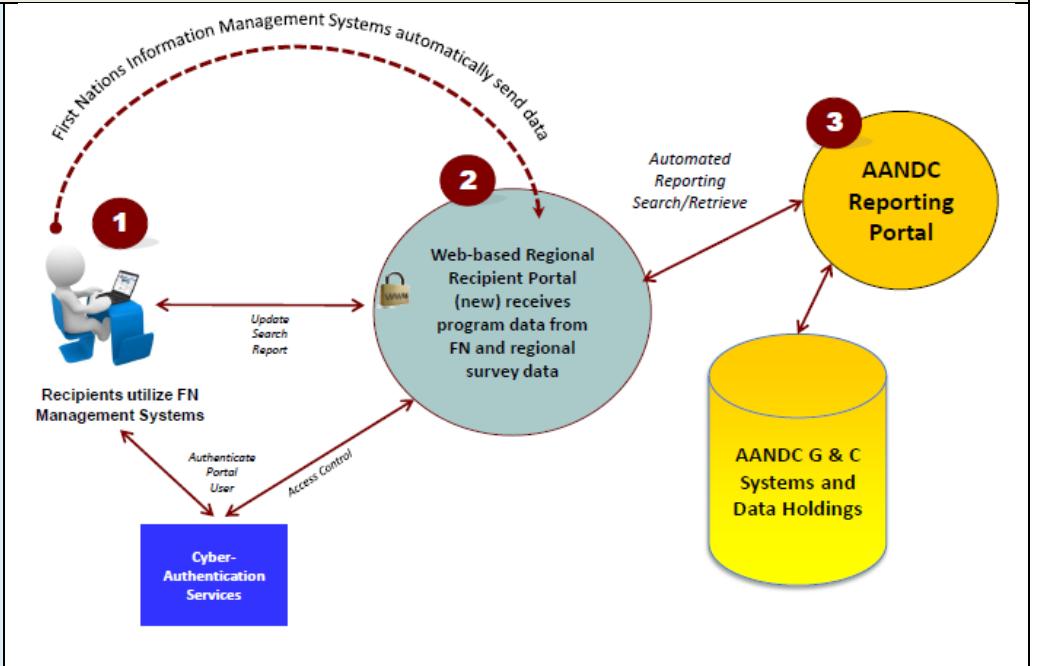 First Nations Information Management Systems automatically send data
1
2
3
Automated
Reporting
Search/Retrieve
AANDC
Reporting
Portal
Web-based Regional
Recipient Portal
(new) receives
program data from
FN and regional
survey data
WWW
Update
Search
Report
Recipients utilize FN
Management Systems
Authenticate
Portal
User
Access Control
AANDC G & C
Systems and
Data Holdings
Cyber-
Authentication
Services